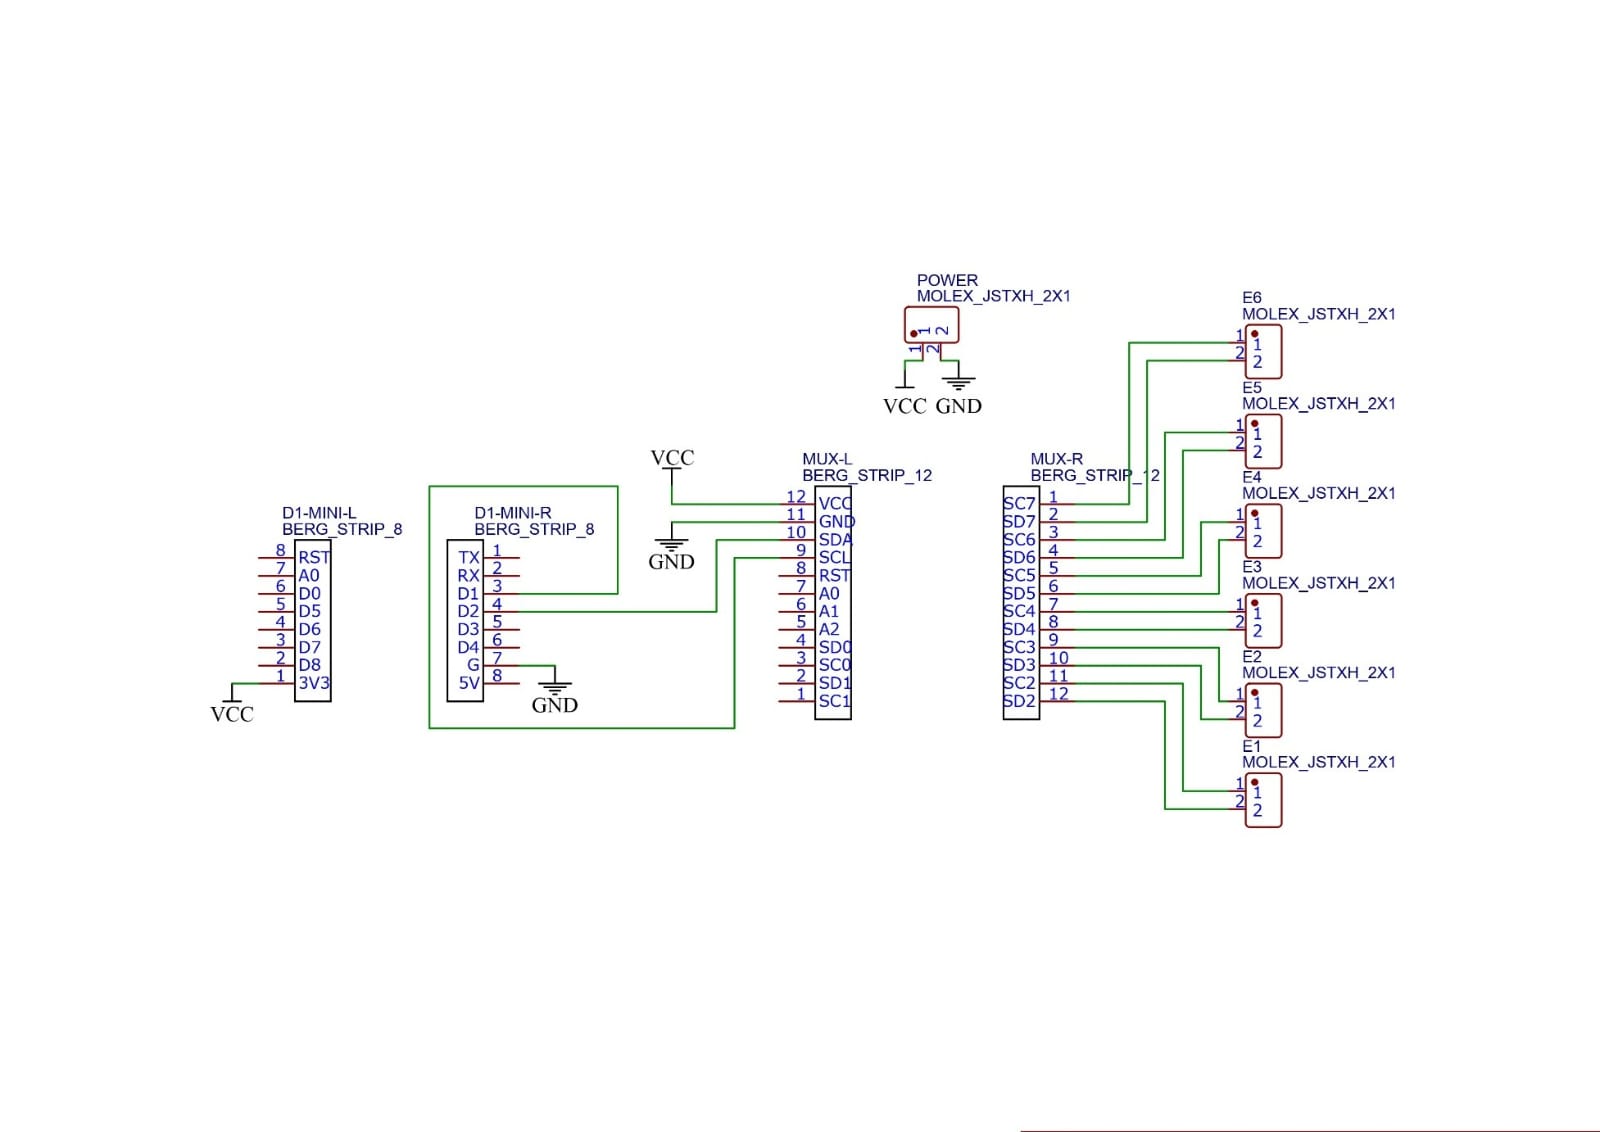 POWER
MOLEX_JSTXH_2X1
1 2
1 2
VCC GND
E6
MOLEX_JSTXH_2X1
1 1
2 2
E5
MOLEX_JSTXH_2X1
1 1
2 2
E4
MOLEX_JSTXH_2X1
1 1
2 2
E3
MOLEX_JSTXH_2X1
1 1
2 2
E2
MOLEX_JSTXH_2X1
1 1
2 2
E1
MOLEX_JSTXH_2X1
1 1
2 2
D1-MINI-L
BERG_STRIP_8
8 RST
7 A0
6 D0
5 D5
4 D6
3 D7
2 D8
1 3V3
VCC
D1-MINI-R
BERG_STRIP_8
TX 1
RX 2
D1 3
D2 4
D3 5
D4 6
G 7
5V 8
GND
VCC
GND
MUX-L
BERG_STRIP_12
12 VCC
11 GND
10 SDA
9 SCL
8 RST
7 A0
6 A1
5 A2
4 SD0
3 SC0
2 SD1
1 SC1
MUX-R
BERG_STRIP_12
SC7 1
SD7 2
SC6 3
SD6 4
SC5 5
SD5 6
SC4 7
SD4 8
SC3 9
SD3 10
SC2 11
SD2 12